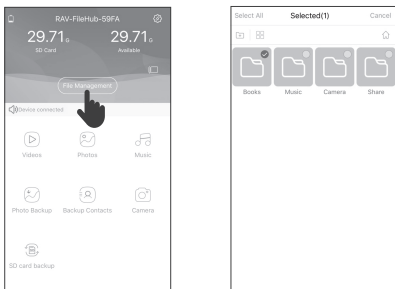 RAV-FileHub-59FA
29.71G 29.71G
SD Card Available
File Management
Device connected
Videos Photos Music
Photo Backup Backup Contacts Camera
SD card backup
Select All Selected(1) Cancel
Books Music Camera Share